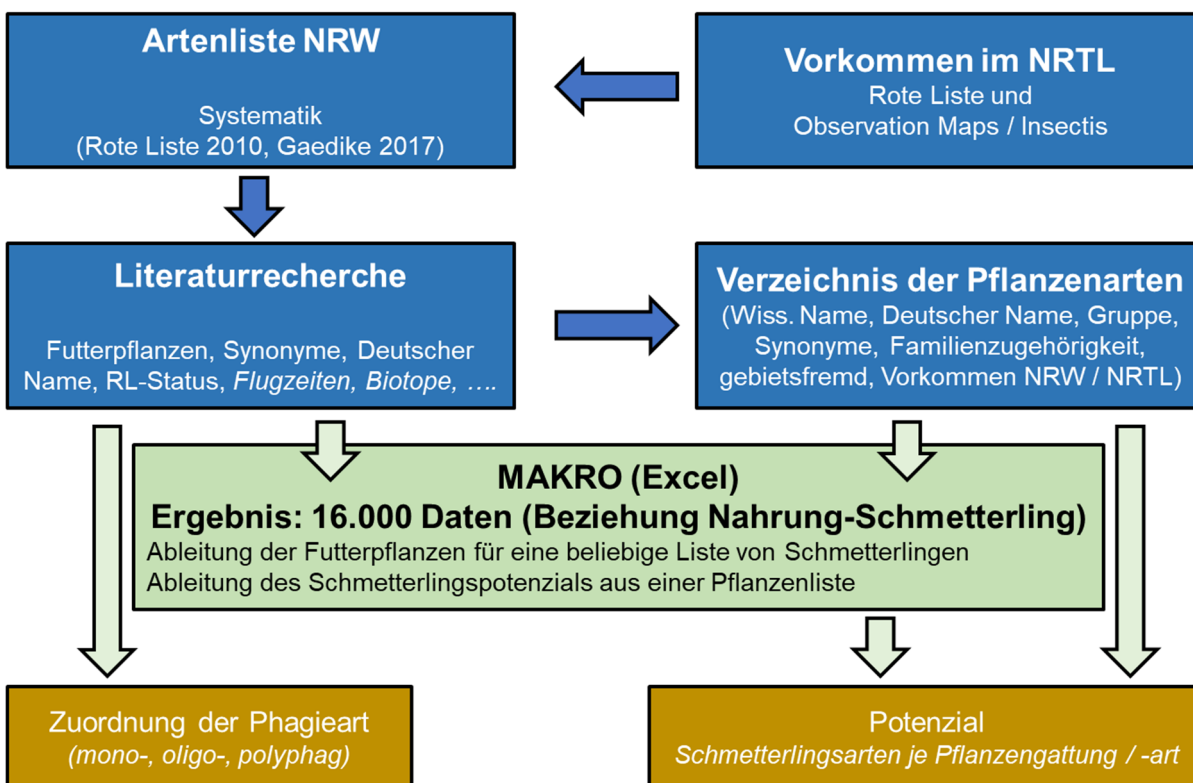 Artenliste NRW
Systematik
(Rote Liste 2010, Gaedike 2017)
Vorkommen im NRTL
Rote Liste und
Observation Maps / Insectis
Literaturrecherche
Futterpflanzen, Synonyme, Deutscher
Name, RL-Status, Flugzeiten, Biotope, ….
Verzeichnis der Pflanzenarten
(Wiss. Name, Deutscher Name, Gruppe,
Synonyme, Familienzugehörigkeit,
gebietsfremd, Vorkommen NRW / NRTL)
MAKRO (Excel)
Ergebnis: 16.000 Daten (Beziehung Nahrung-Schmetterling)
Ableitung der Futterpflanzen für eine beliebige Liste von Schmetterlingen
Ableitung des Schmetterlingspotenzials aus einer Pflanzenliste
Zuordnung der Phagieart
(mono-, oligo-, polyphag)
Potenzial
Schmetterlingsarten je Pflanzengattung / -art